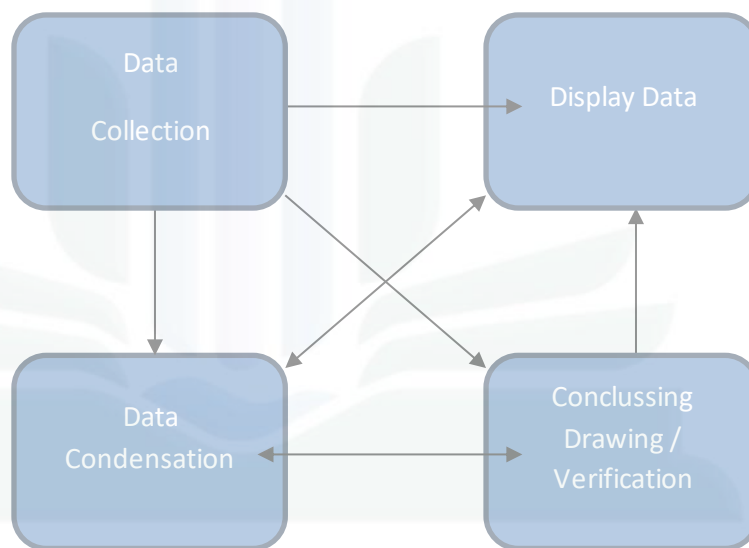 Data
Collection
Display Data
Data
Condensation
Conclussing
Drawing /
Verification